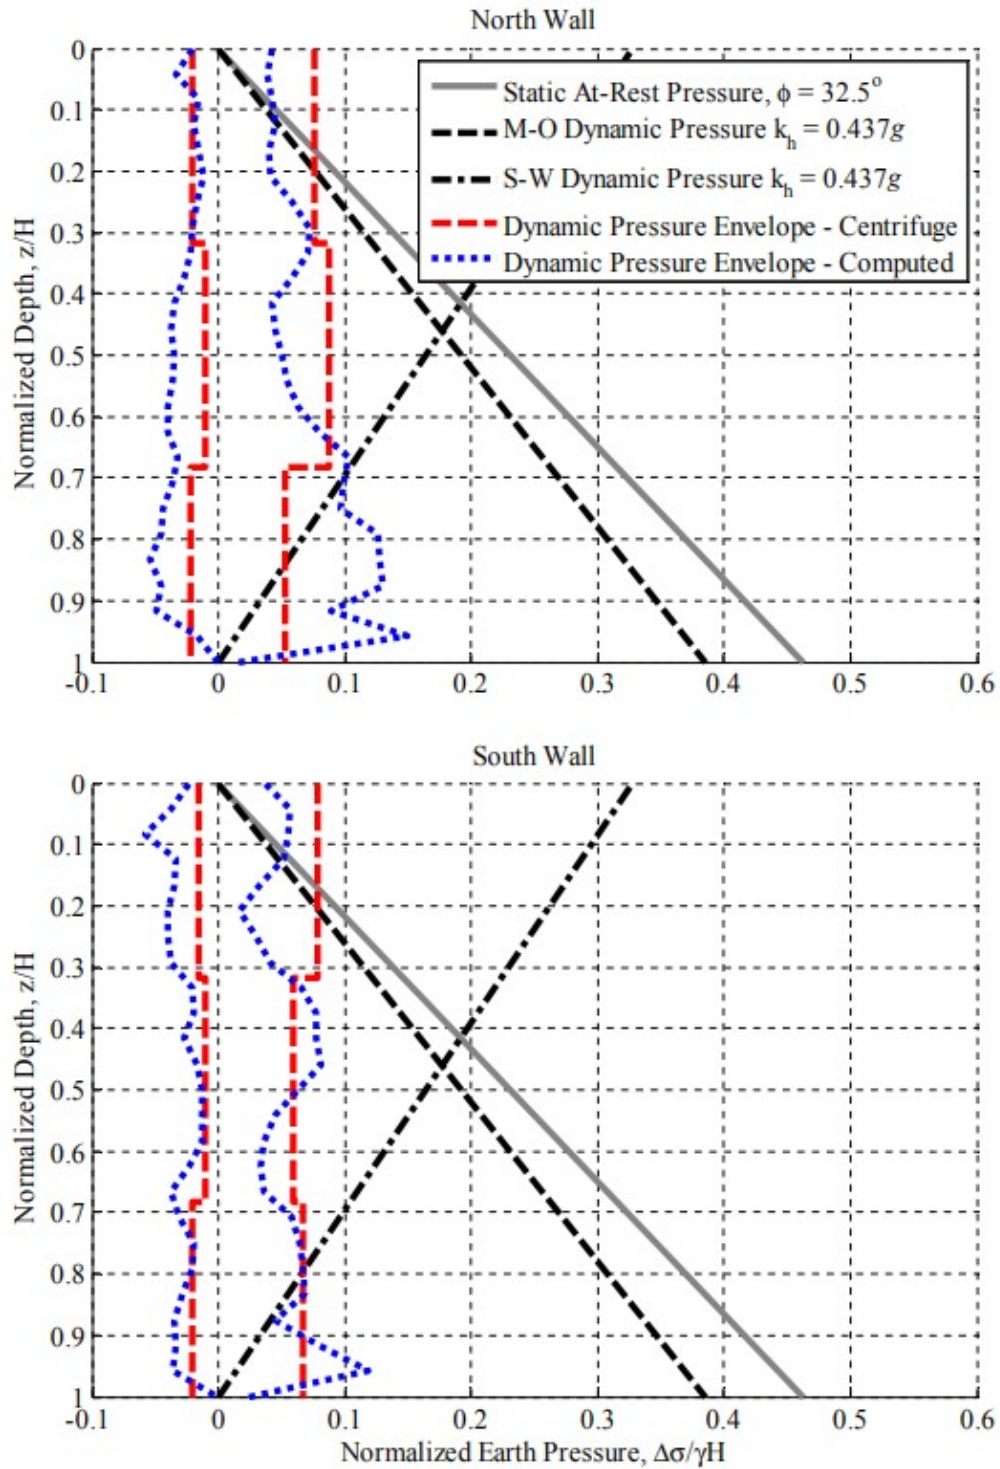 North Wall
Static At-Rest Pressure, ϕ = 32.5°
M-O Dynamic Pressure kₕ = 0.437g
S-W Dynamic Pressure kₕ = 0.437g
Dynamic Pressure Envelope - Centrifuge
Dynamic Pressure Envelope - Computed
Normalized Depth, z/H
0
0.1
0.2
0.3
0.4
0.5
0.6
0.7
0.8
0.9
1
-0.1 0 0.1 0.2 0.3 0.4 0.5 0.6
South Wall
Normalized Depth, z/H
0
0.1
0.2
0.3
0.4
0.5
0.6
0.7
0.8
0.9
1
-0.1 0 0.1 0.2 0.3 0.4 0.5 0.6
Normalized Earth Pressure, Δσ/γH